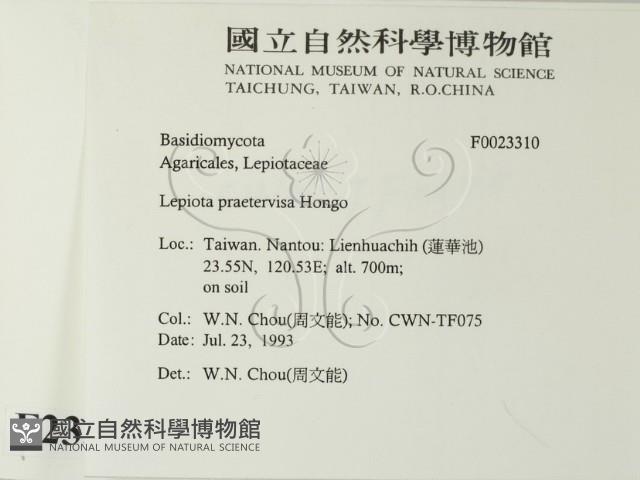 國立自然科學博物館
NATIONAL MUSEUM OF NATURAL SCIENCE
TAICHUNG, TAIWAN, R.O.CHINA
Basidiomycota F0023310
Agaricales, Lepiotaceae
Lepiota praetervisa Hongo
Loc.: Taiwan. Nantou: Lienhuachih (蓮華池)
23.55N, 120.53E; alt. 700m;
on soil
Col.: W.N. Chou(周文能); No. CWN-TF075
Date: Jul. 23, 1993
Det.: W.N. Chou(周文能)
國立自然科學博物館
NATIONAL MUSEUM OF NATURAL SCIENCE